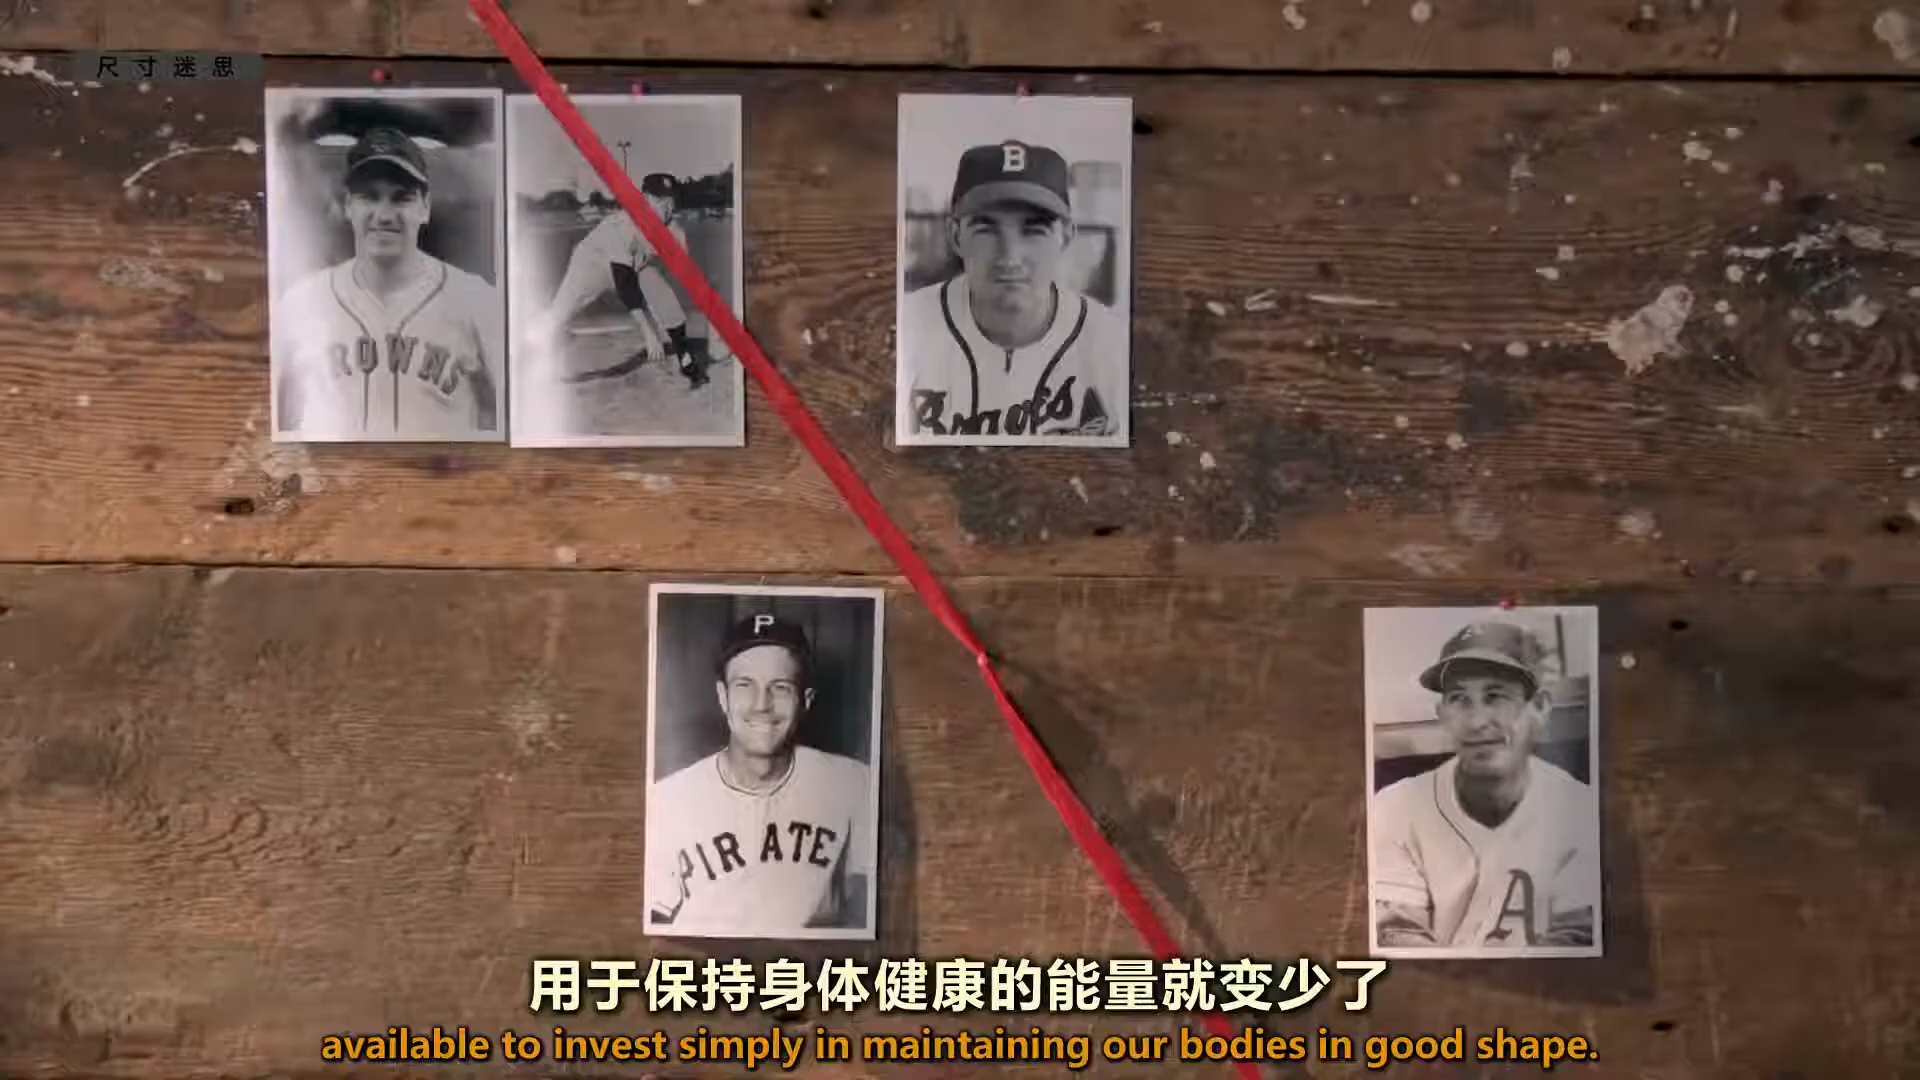 尺寸迷思
B
ROWNS
Braves
P
PIRATE
A
用于保持身体健康的能量就变少了
available to invest simply in maintaining our bodies in good shape.